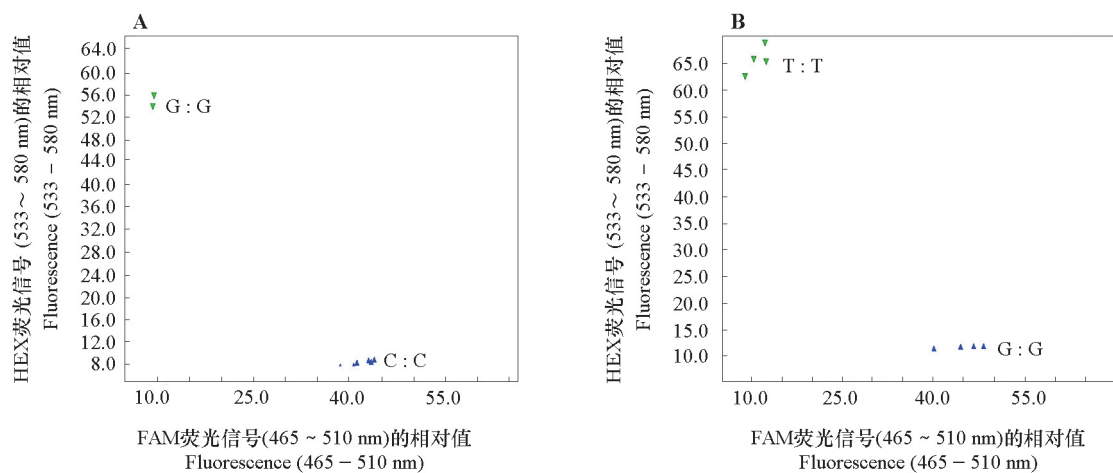 A
HEX荧光信号 (533～ 580 nm)的相对值
Fluorescence (533 – 580 nm)
64.0
60.0
56.0
52.0
48.0
44.0
40.0
36.0
32.0
28.0
24.0
20.0
16.0
12.0
8.0
G : G
C : C
10.0 25.0 40.0 55.0
FAM荧光信号(465 ~ 510 nm)的相对值
Fluorescence (465 – 510 nm)
B
HEX荧光信号 (533～ 580 nm)的相对值
Fluorescence (533 – 580 nm)
65.0
60.0
55.0
50.0
45.0
40.0
35.0
30.0
25.0
20.0
15.0
10.0
T : T
G : G
10.0 25.0 40.0 55.0
FAM荧光信号(465 ~ 510 nm)的相对值
Fluorescence (465 – 510 nm)